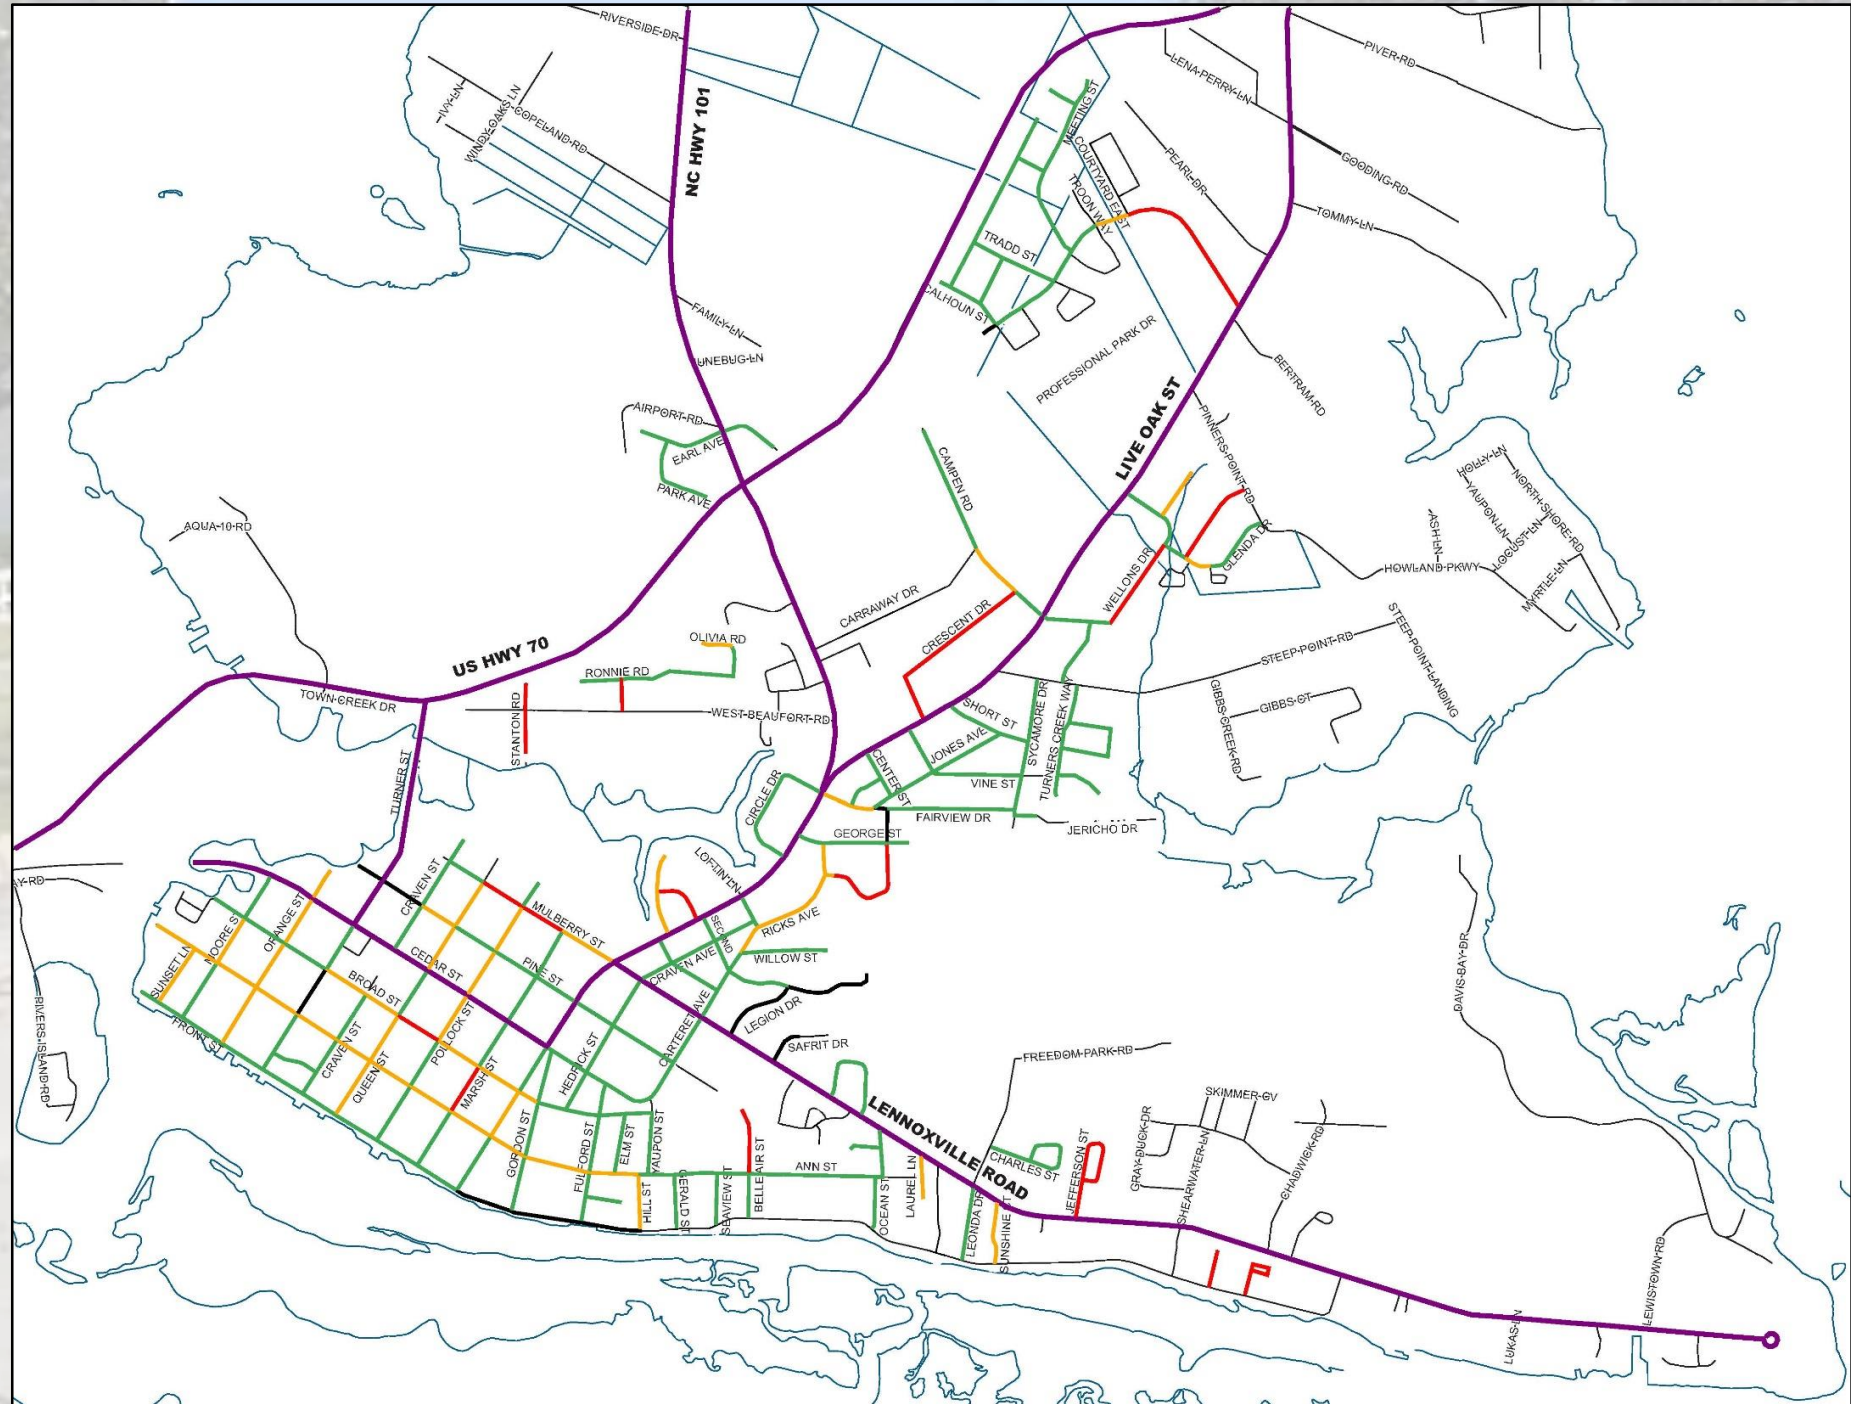 RIVERSIDE DR
PIVER-RD
LENA-PERRY-LN
IVY-LN
WINDY-OAKS LN
COPELAND-RD
NC HWY 101
MEETING ST
COURTYARD EAST
TROON WAY
PEARL-DR
GOODING-RD
TOMMY-LN
TRADD ST
CALHOUN ST
FAMILY-LN
UNEBUG-LN
PROFESSIONAL PARK DR
BERTRAM-RD
LIVE OAK ST
PINNERS-POINT-RD
AIRPORT-RD
EARL AVE
PARK AVE
CAMPEN RD
HOLLY-LN
NORTH-SHORE-RD
YAUPON-LN
LOCUST-LN
ASH-LN
MYRTLE-LN
HOWLAND-PKWY
AQUA-10-RD
GLENDA DR
WELLONS DR
CARRAWAY DR
CRESCENT DR
STEEP-POINT-RD
STEEP-POINT-LANDING
US HWY 70
OLIVIA RD
RONNIE RD
TOWN-CREEK DR
STANTON RD
WEST-BEAUFORT-RD
SHORT ST
JONES AVE
SYCAMORE DR
TURNERS CREEK WAY
GIBBS-CT
GIBBS-CREEK-RD
TURNER ST
CIRCLE DR
CENTER ST
VINE ST
FAIRVIEW DR
JERICHO DR
GEORGE ST
LOFTIN LN
AY-RD
CRAVEN ST
MULBERRY ST
SECOND
RICKS AVE
MOORE ST
ORANGE ST
SUNSET LN
CEDAR ST
PINE ST
CRAVEN AVE
WILLOW ST
BROAD ST
POLLOCK ST
CARTERET AVE
LEGION DR
DAVIS-BAY-DR
FRONT ST
CRAVEN ST
QUEEN ST
MARSH ST
HEDRICK ST
SAFRIT DR
FREEDOM-PARK-RD
RIVERS-ISLAND-RD
LENNOXVILLE ROAD
SKIMMER-CV
GORDON ST
FULFORD ST
ELM ST
YAUPON ST
BELLEAIR ST
ANN ST
CHARLES ST
JEFFERSON ST
GRAY-DUCK-DR
SHEARWATER-LN
CHADWICK-RD
HILL ST
GERALD ST
SEAVIEW ST
OCEAN ST
LAUREL LN
LEONDA DR
SUNSHINE ST
LUKAS-LN
LEWISTOWN-RD